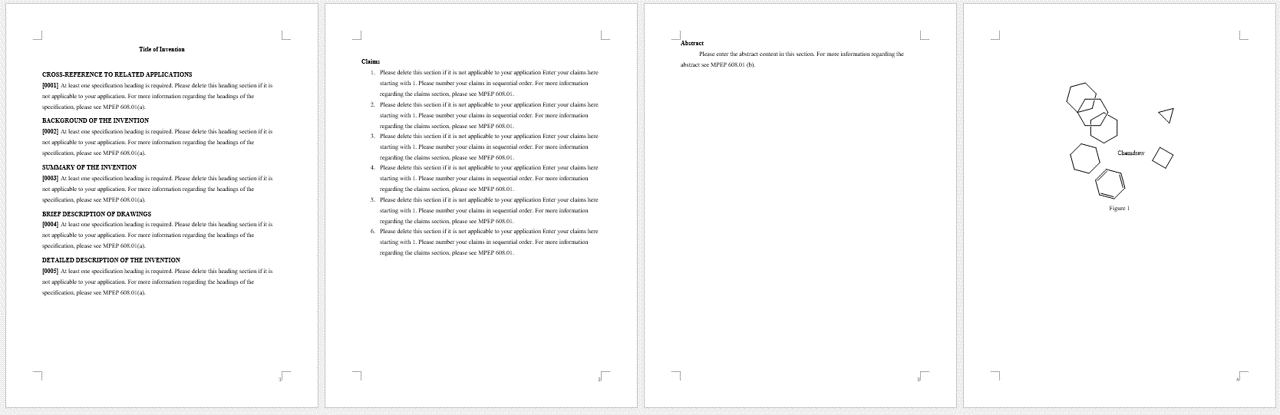 Title of Invention
CROSS-REFERENCE TO RELATED APPLICATIONS
[0001] At least one specification heading is required. Please delete this heading section if it is
not applicable to your application. For more information regarding the headings of the
specification, please see MPEP 608.01(a).
BACKGROUND OF THE INVENTION
[0002] At least one specification heading is required. Please delete this heading section if it is
not applicable to your application. For more information regarding the headings of the
specification, please see MPEP 608.01(a).
SUMMARY OF THE INVENTION
[0003] At least one specification heading is required. Please delete this heading section if it is
not applicable to your application. For more information regarding the headings of the
specification, please see MPEP 608.01(a).
BRIEF DESCRIPTION OF DRAWINGS
[0004] At least one specification heading is required. Please delete this heading section if it is
not applicable to your application. For more information regarding the headings of the
specification, please see MPEP 608.01(a).
DETAILED DESCRIPTION OF THE INVENTION
[0005] At least one specification heading is required. Please delete this heading section if it is
not applicable to your application. For more information regarding the headings of the
specification, please see MPEP 608.01(a).
1
Claims
1. Please delete this section if it is not applicable to your application Enter your claims here
starting with 1. Please number your claims in sequential order. For more information
regarding the claims section, please see MPEP 608.01.
2. Please delete this section if it is not applicable to your application Enter your claims here
starting with 1. Please number your claims in sequential order. For more information
regarding the claims section, please see MPEP 608.01.
3. Please delete this section if it is not applicable to your application Enter your claims here
starting with 1. Please number your claims in sequential order. For more information
regarding the claims section, please see MPEP 608.01.
4. Please delete this section if it is not applicable to your application Enter your claims here
starting with 1. Please number your claims in sequential order. For more information
regarding the claims section, please see MPEP 608.01.
5. Please delete this section if it is not applicable to your application Enter your claims here
starting with 1. Please number your claims in sequential order. For more information
regarding the claims section, please see MPEP 608.01.
6. Please delete this section if it is not applicable to your application Enter your claims here
starting with 1. Please number your claims in sequential order. For more information
regarding the claims section, please see MPEP 608.01.
2
Abstract
Please enter the abstract content in this section. For more information regarding the
abstract see MPEP 608.01 (b).
3
Chemdraw
Figure 1
4